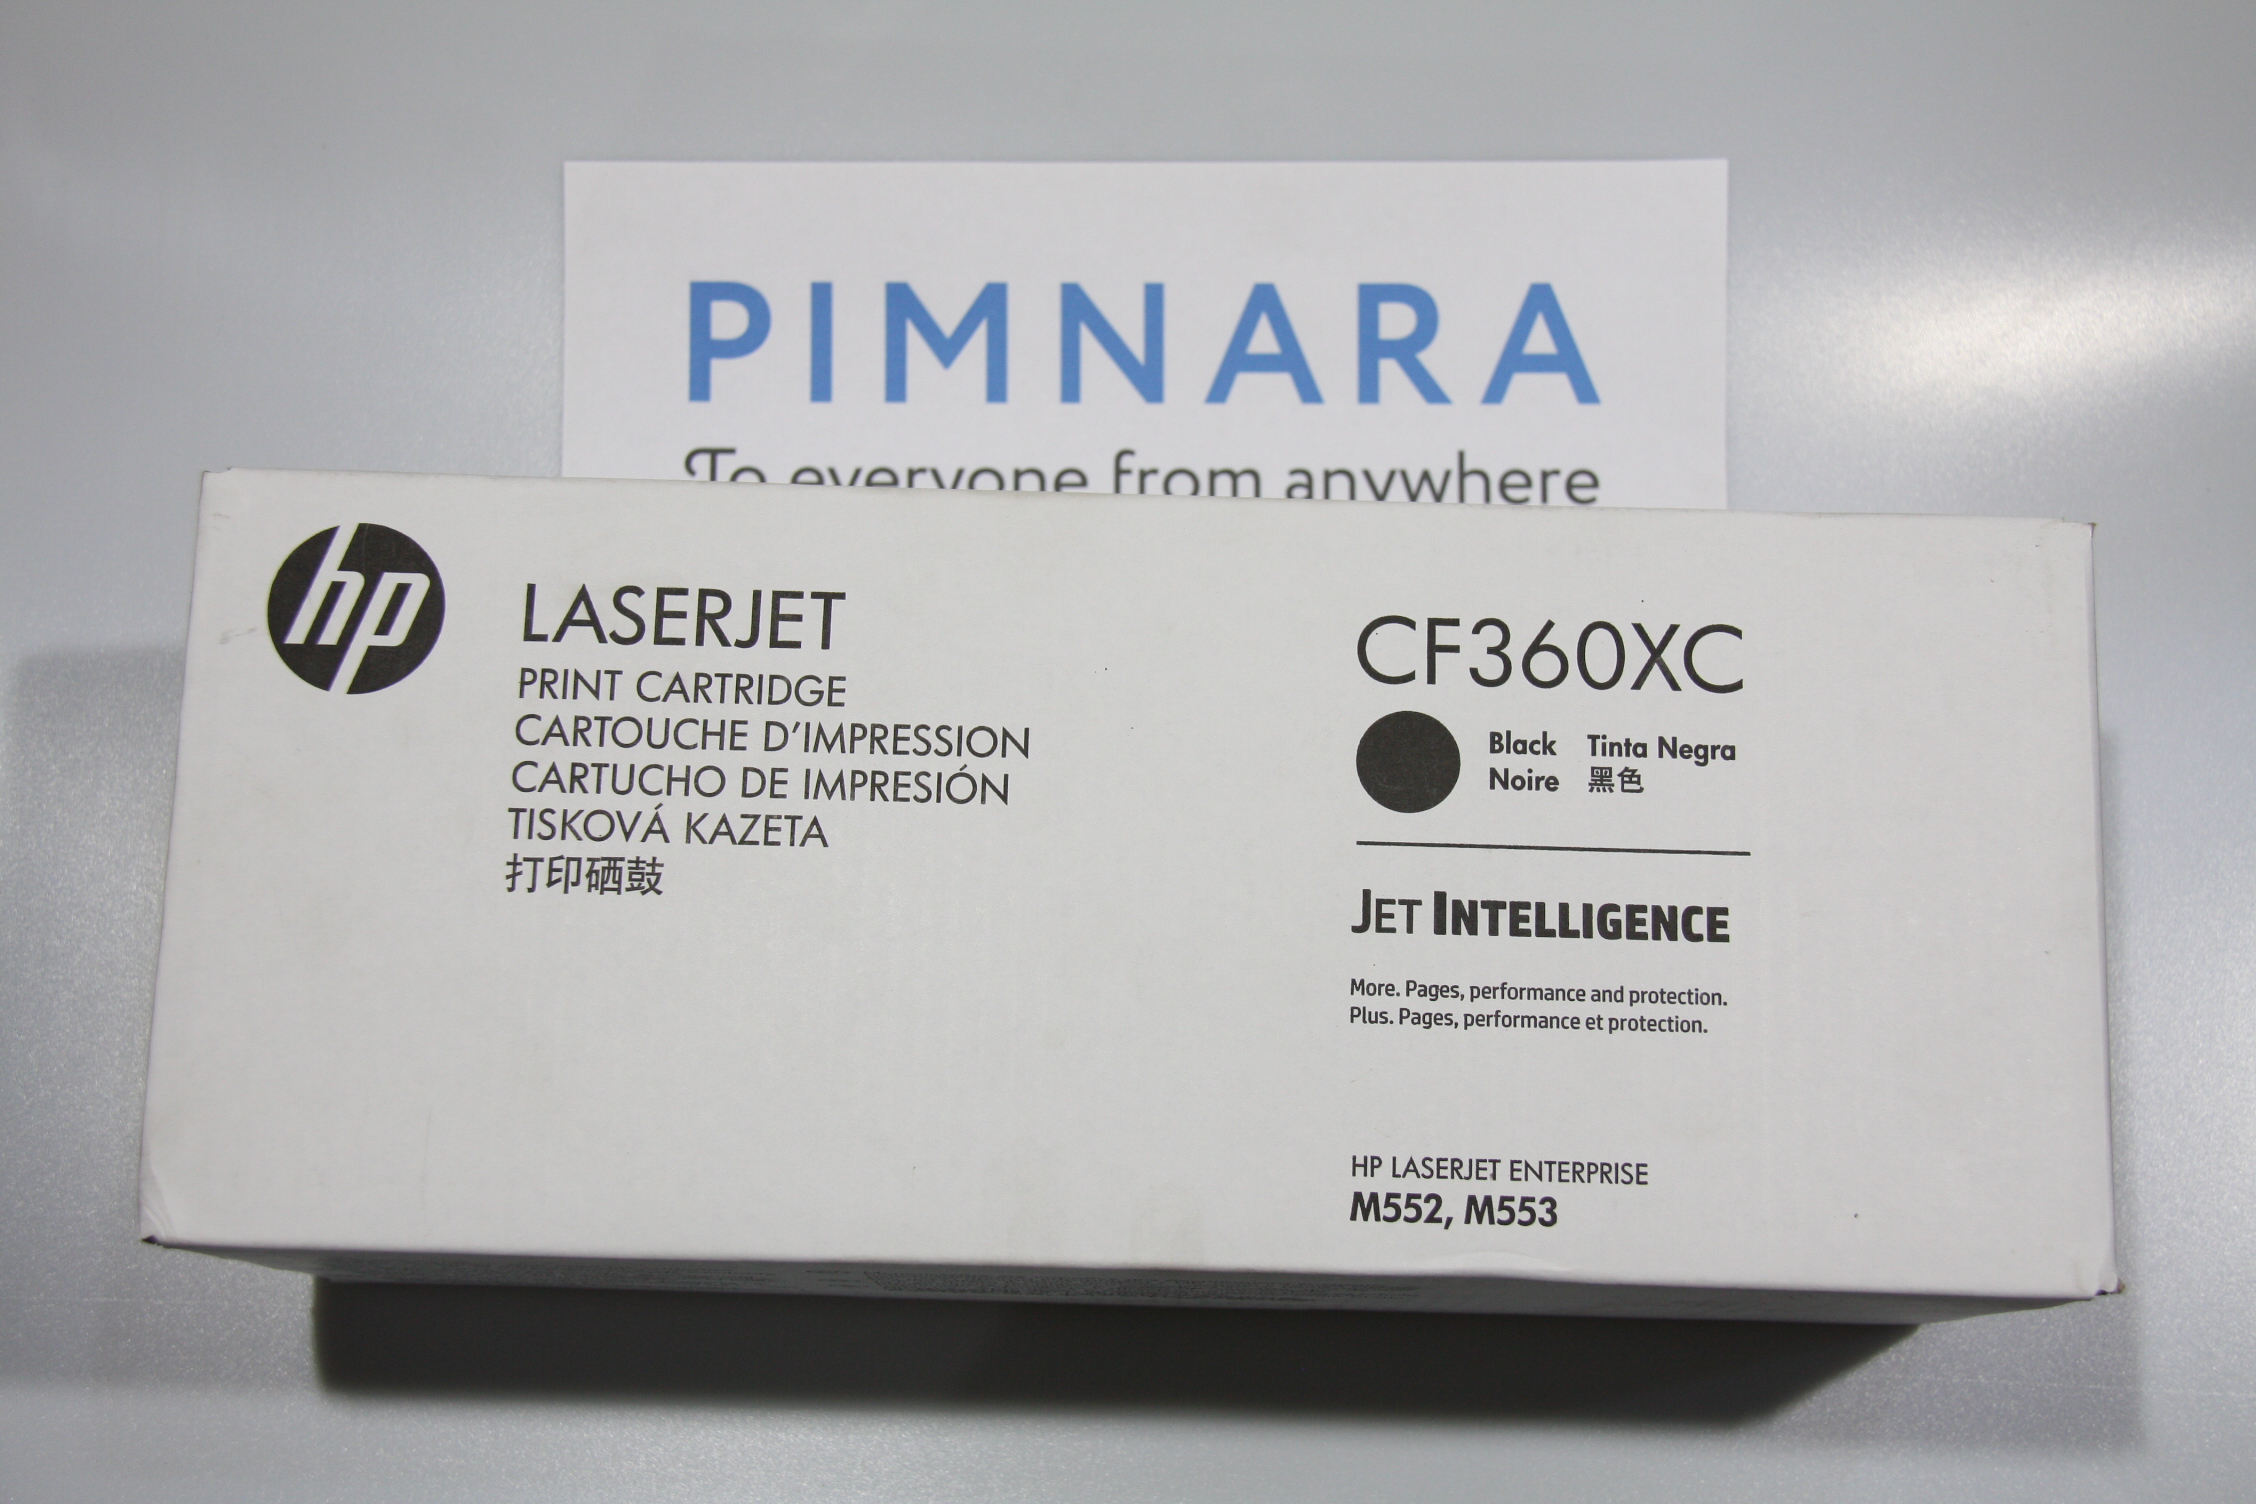 PIMNARA
To everyone from anywhere
hp
LASERJET
PRINT CARTRIDGE
CARTOUCHE D'IMPRESSION
CARTUCHO DE IMPRESIÓN
TISKOVÁ KAZETA
打印硒鼓
CF360XC
Black Tinta Negra
Noire 黑色
JET INTELLIGENCE
More. Pages, performance and protection.
Plus. Pages, performance et protection.
HP LASERJET ENTERPRISE
M552, M553